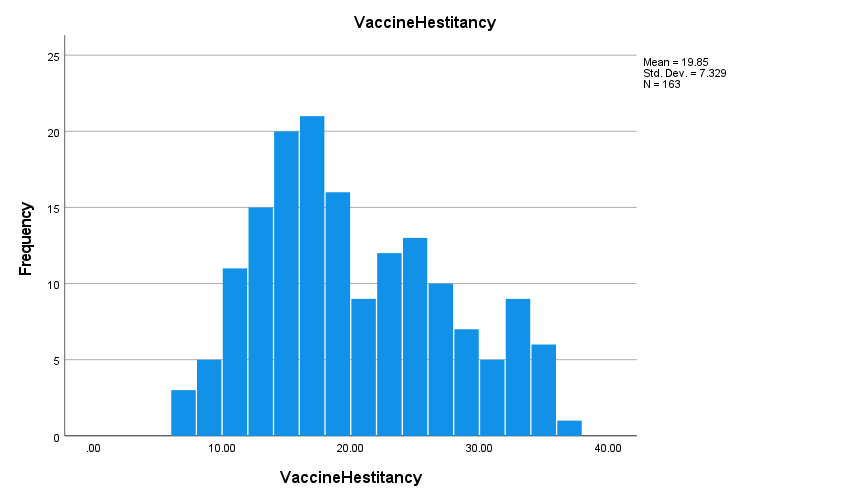 VaccineHestitancy
Mean = 19.85
Std. Dev. = 7.329
N = 163
Frequency
25
20
15
10
5
0
.00 10.00 20.00 30.00 40.00
VaccineHestitancy